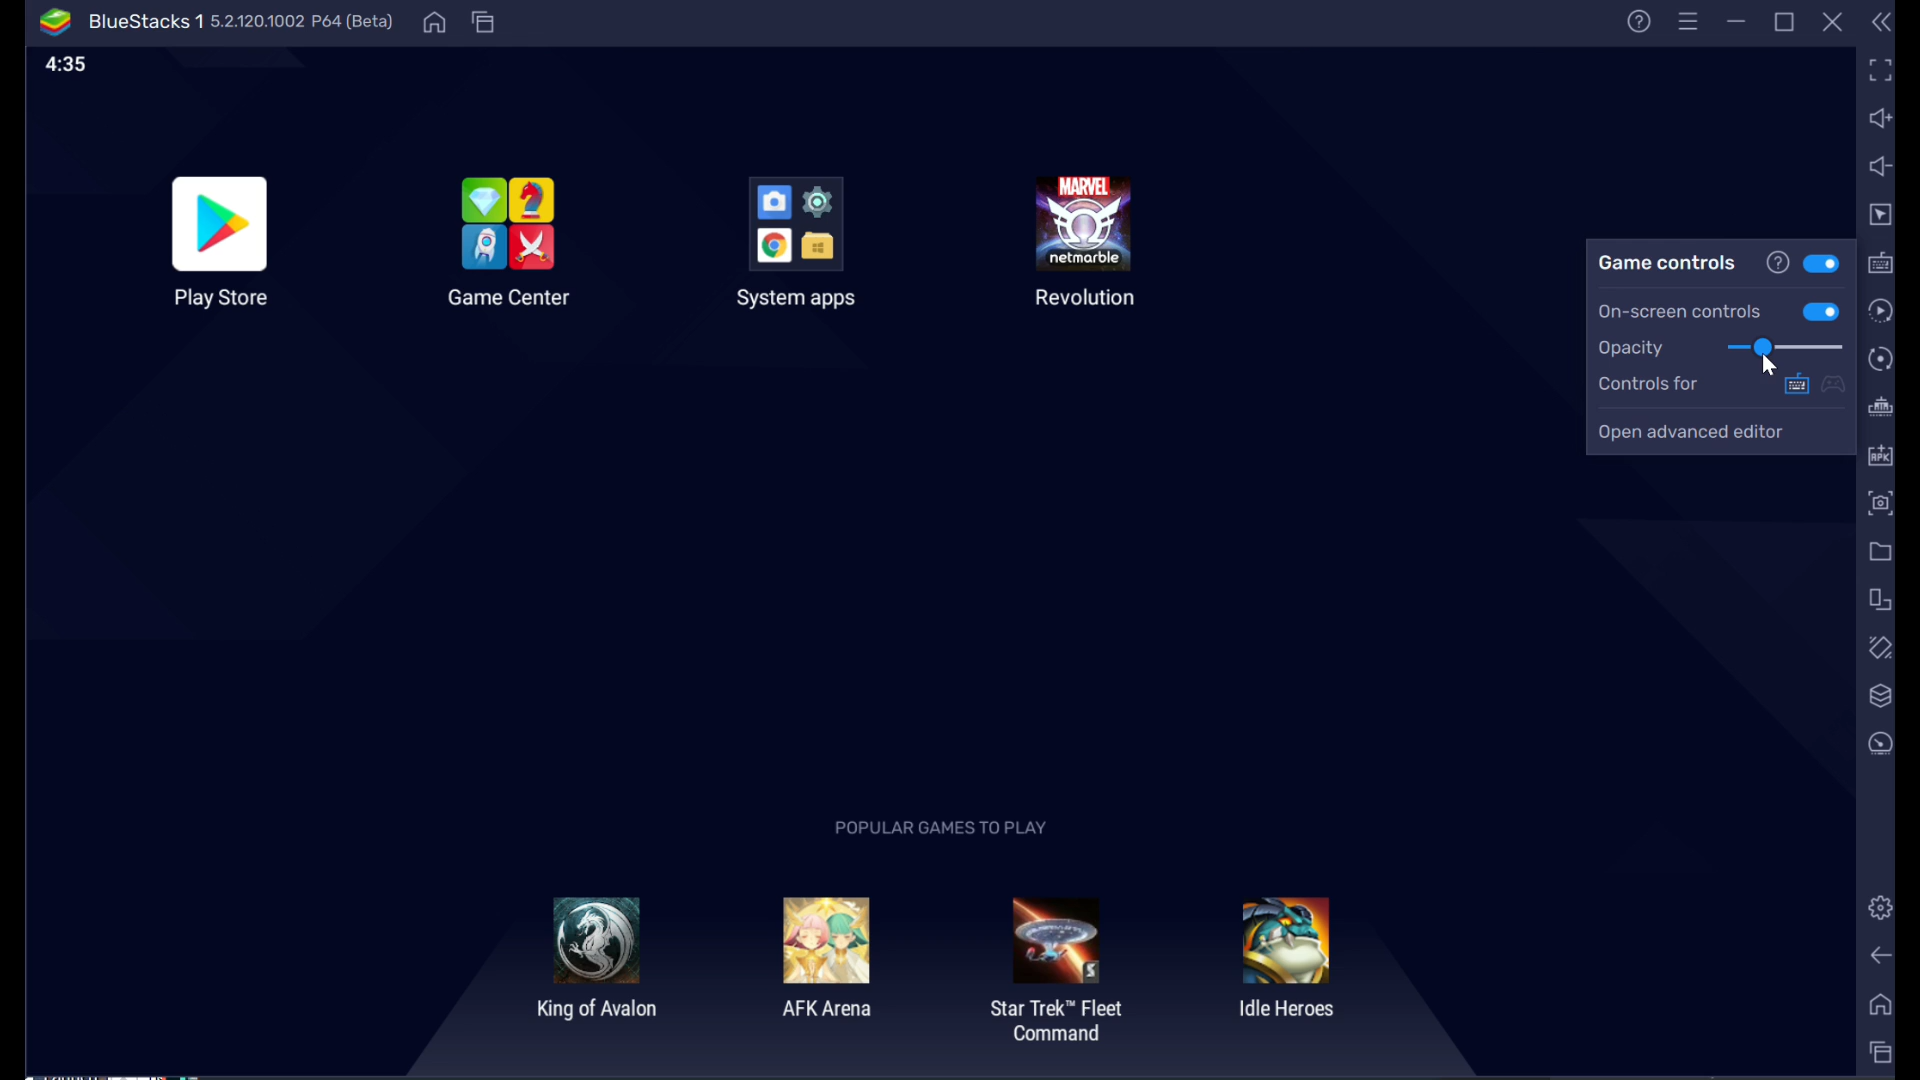 BlueStacks 1 5.2.120.1002 P64 (Beta)
4:35
Play Store
Game Center
System apps
MARVEL
netmarble
Revolution
Game controls
On-screen controls
Opacity
Controls for
Open advanced editor
APK
POPULAR GAMES TO PLAY
King of Avalon
AFK Arena
Star Trek™ Fleet
Command
Idle Heroes